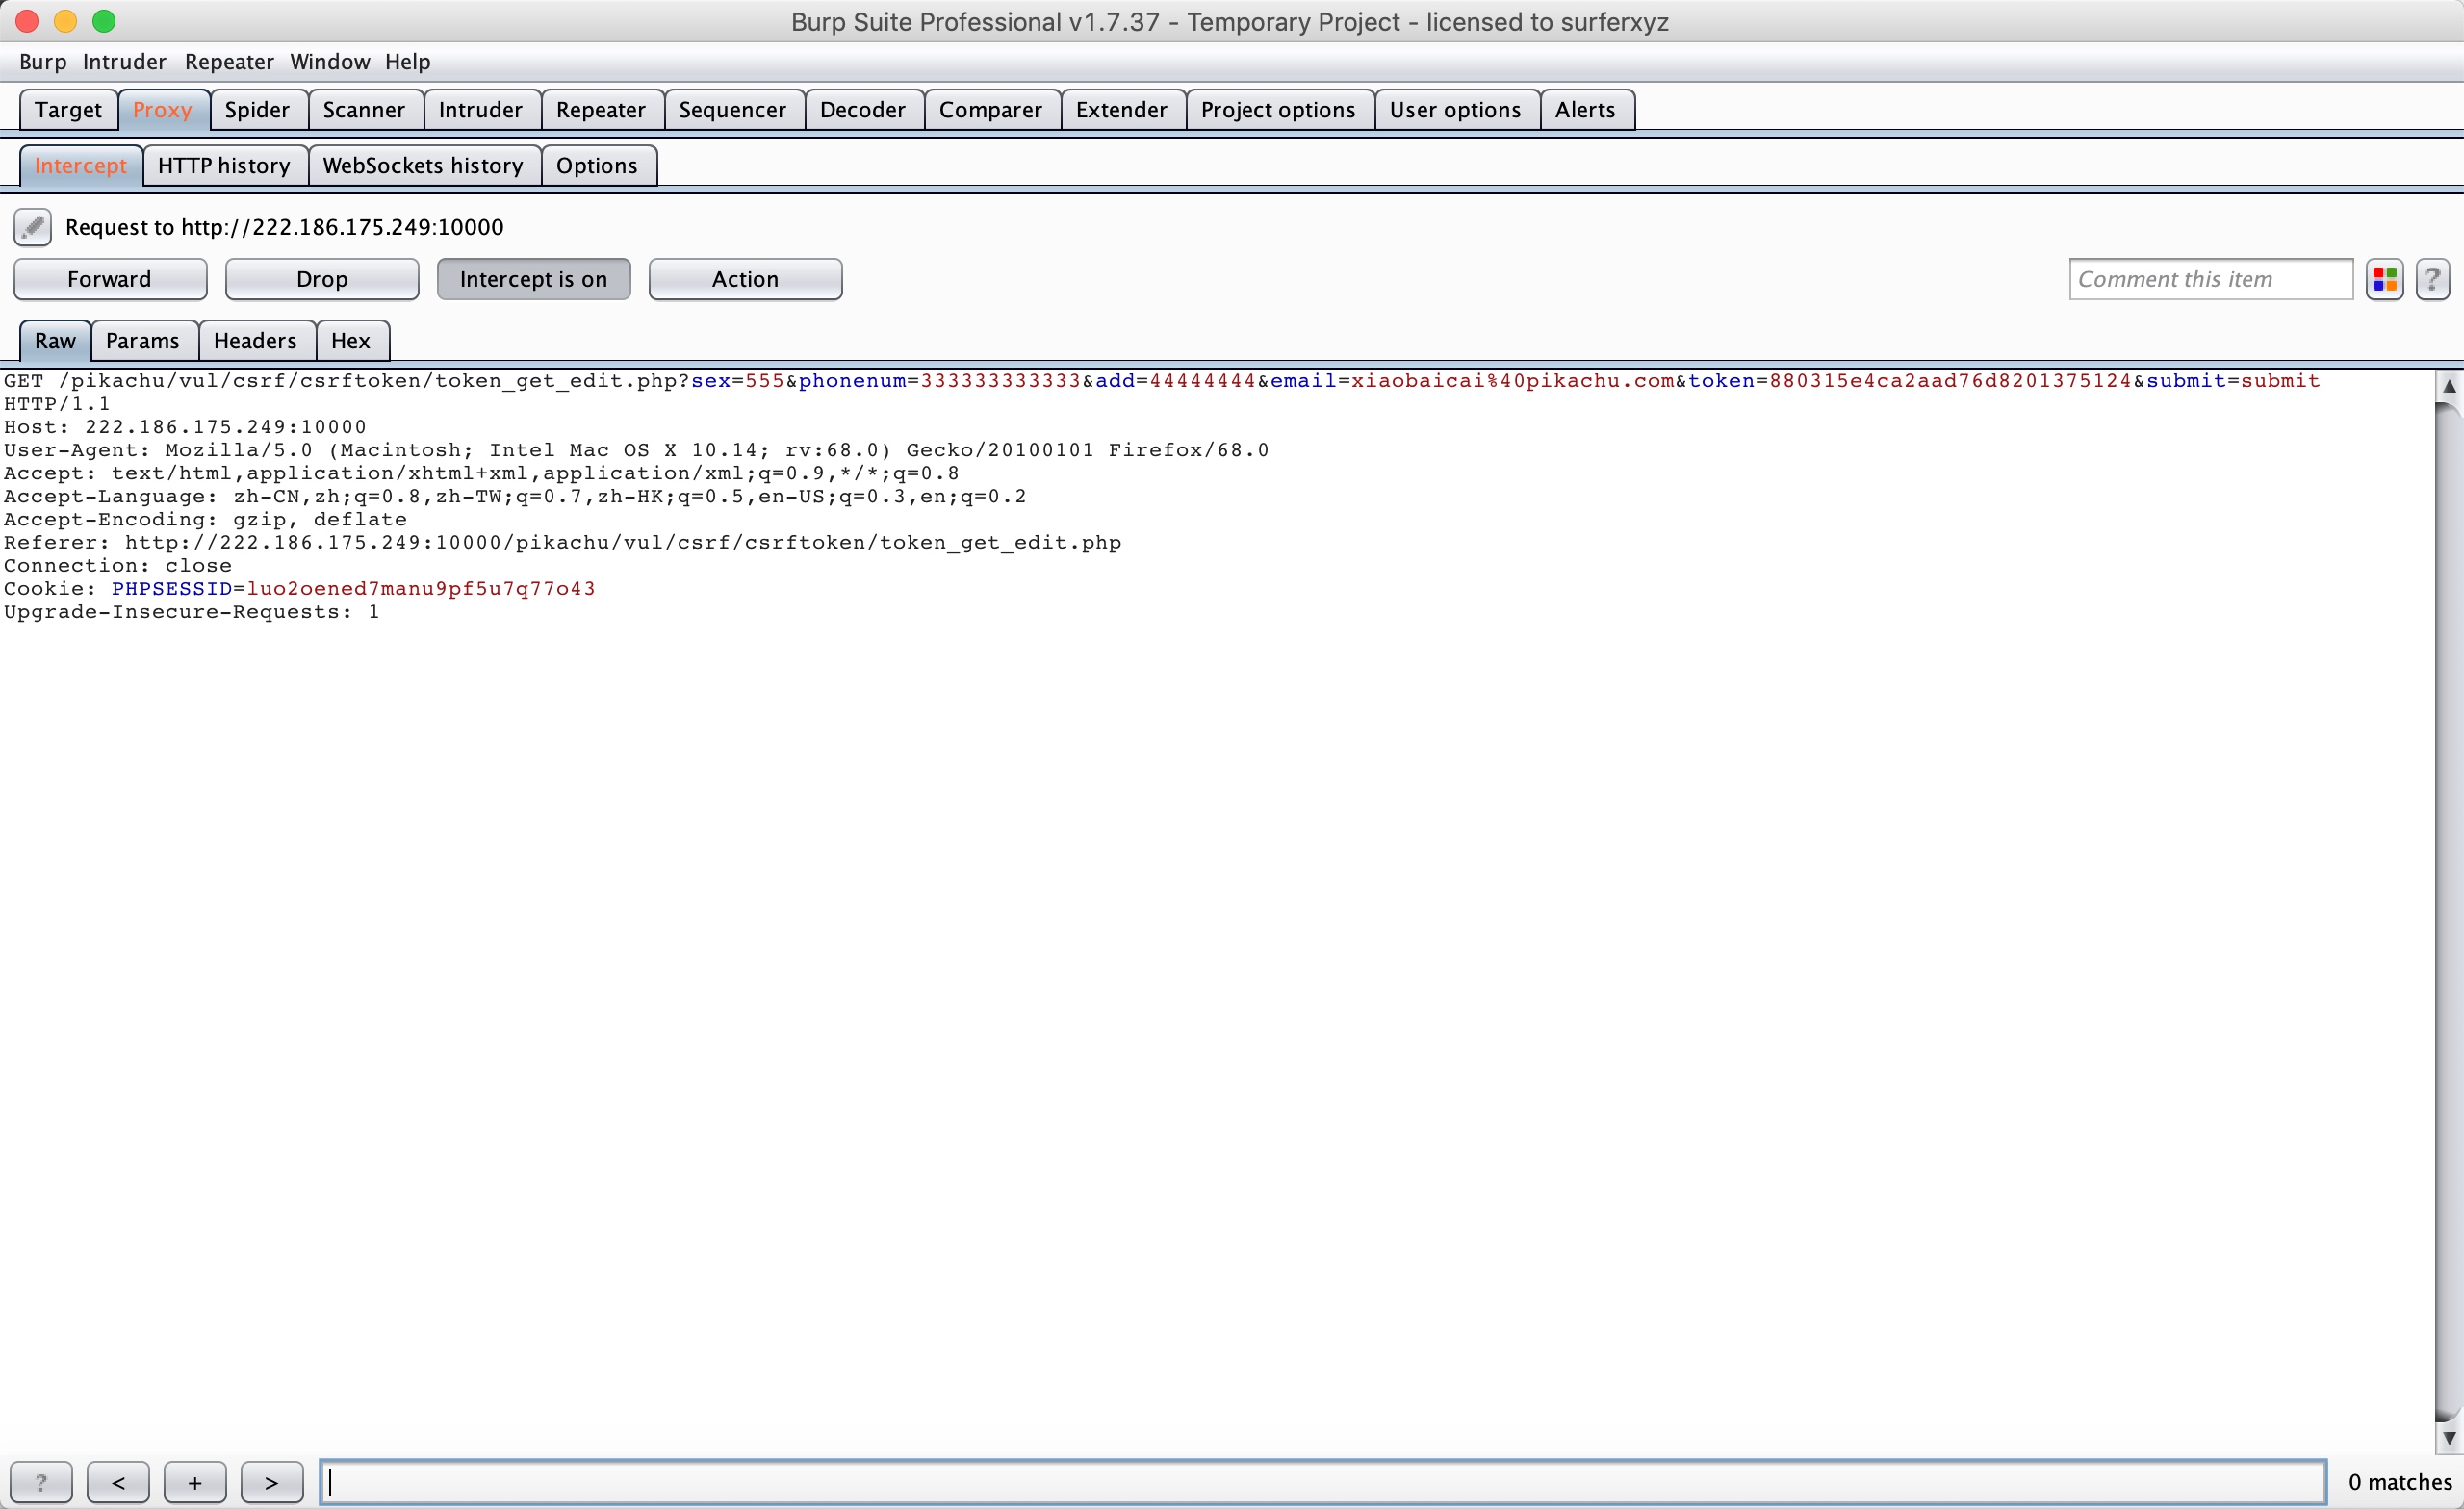 Burp Suite Professional v1.7.37 - Temporary Project - licensed to surferxyz
Burp Intruder Repeater Window Help
Target Proxy Spider Scanner Intruder Repeater Sequencer Decoder Comparer Extender Project options User options Alerts
Intercept HTTP history WebSockets history Options
Request to http://222.186.175.249:10000
Forward Drop Intercept is on Action Comment this item ?
Raw Params Headers Hex
GET /pikachu/vul/csrf/csrftoken/token_get_edit.php?sex=555&phonenum=333333333333&add=44444444&email=xiaobaicai%40pikachu.com&token=880315e4ca2aad76d8201375124&submit=submit
HTTP/1.1
Host: 222.186.175.249:10000
User-Agent: Mozilla/5.0 (Macintosh; Intel Mac OS X 10.14; rv:68.0) Gecko/20100101 Firefox/68.0
Accept: text/html,application/xhtml+xml,application/xml;q=0.9,*/*;q=0.8
Accept-Language: zh-CN,zh;q=0.8,zh-TW;q=0.7,zh-HK;q=0.5,en-US;q=0.3,en;q=0.2
Accept-Encoding: gzip, deflate
Referer: http://222.186.175.249:10000/pikachu/vul/csrf/csrftoken/token_get_edit.php
Connection: close
Cookie: PHPSESSID=luo2oened7manu9pf5u7q77o43
Upgrade-Insecure-Requests: 1
? < + > 0 matches